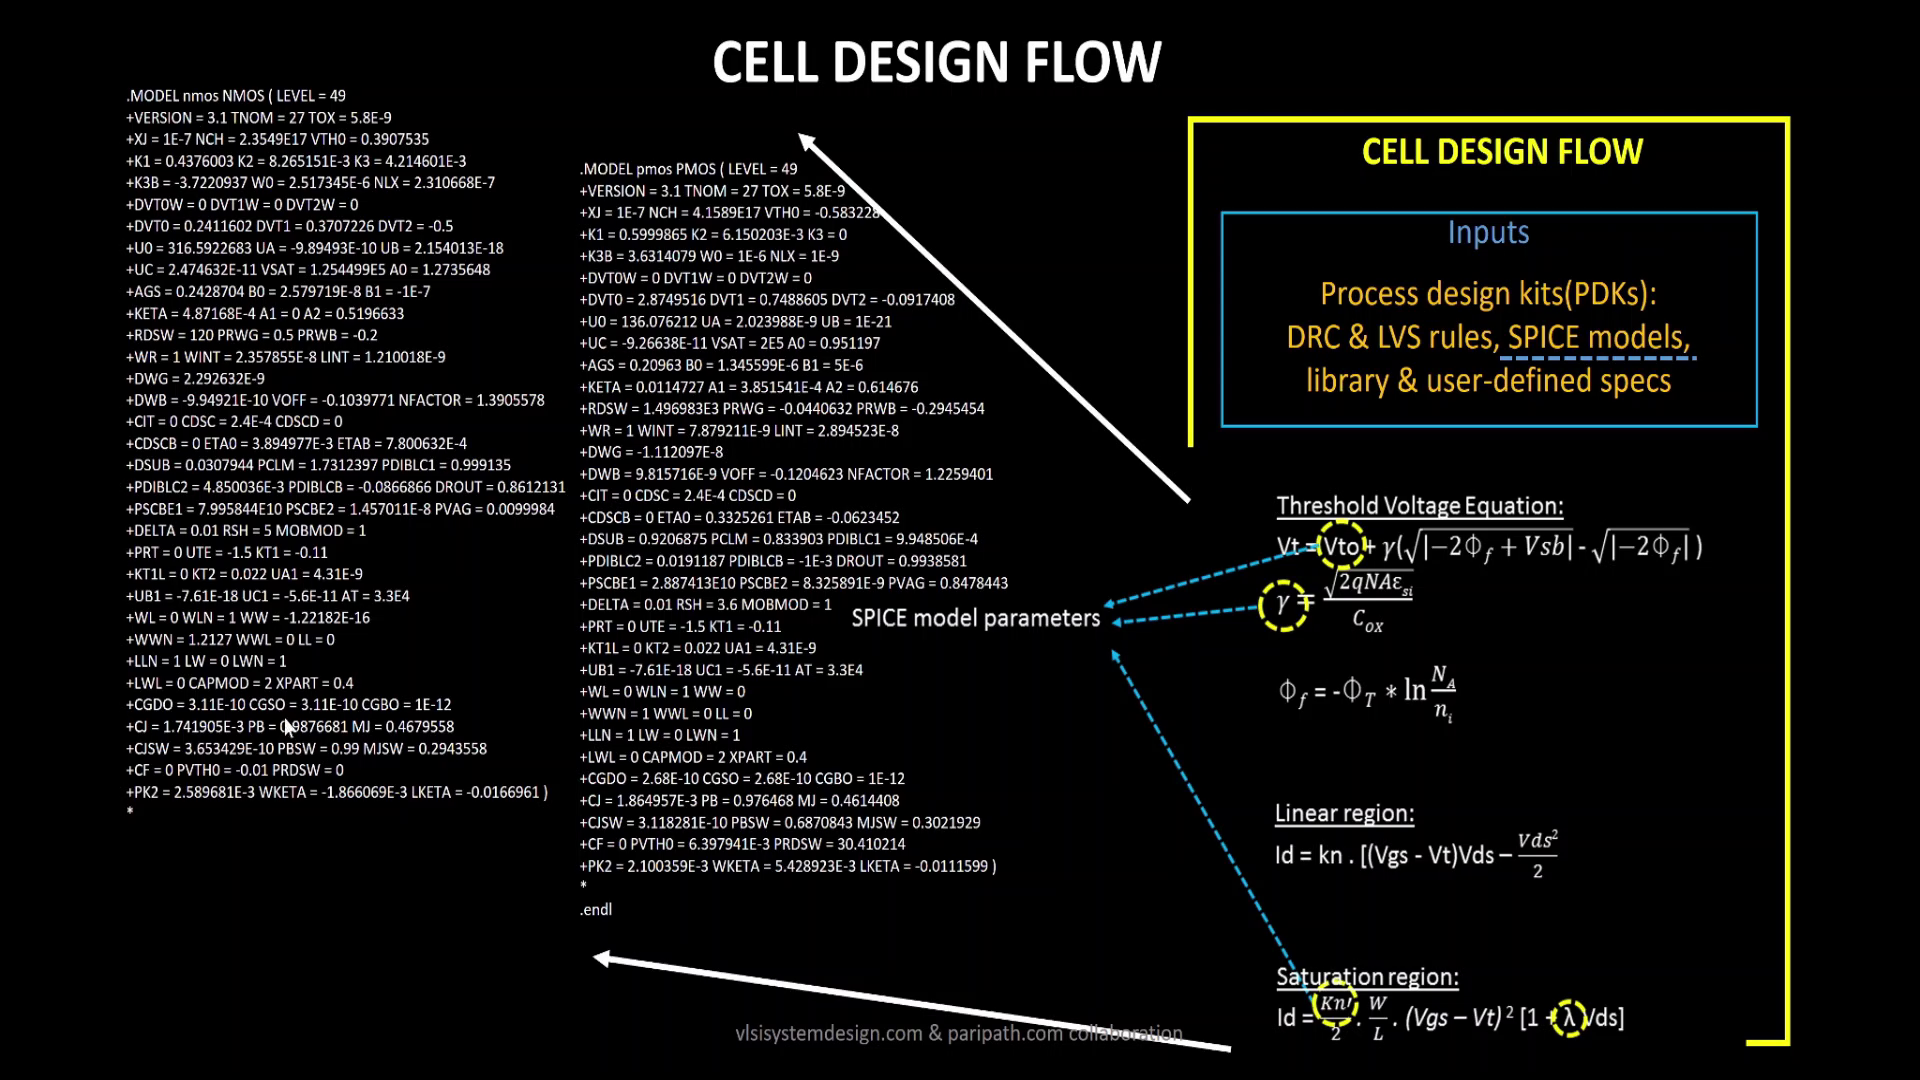 CELL DESIGN FLOW
.MODEL nmos NMOS ( LEVEL = 49
+VERSION = 3.1 TNOM = 27 TOX = 5.8E-9
+XJ = 1E-7 NCH = 2.3549E17 VTH0 = 0.3907535
+K1 = 0.4376003 K2 = 8.265151E-3 K3 = 4.214601E-3
+K3B = -3.7220937 W0 = 2.517345E-6 NLX = 2.310668E-7
+DVT0W = 0 DVT1W = 0 DVT2W = 0
+DVT0 = 0.2411602 DVT1 = 0.3707226 DVT2 = -0.5
+U0 = 316.5922683 UA = -9.89493E-10 UB = 2.154013E-18
+UC = 2.474632E-11 VSAT = 1.254499E5 A0 = 1.2735648
+AGS = 0.2428704 B0 = 2.579719E-8 B1 = -1E-7
+KETA = 4.87168E-4 A1 = 0 A2 = 0.5196633
+RDSW = 120 PRWG = 0.5 PRWB = -0.2
+WR = 1 WINT = 2.357855E-8 LINT = 1.210018E-9
+DWG = 2.292632E-9
+DWB = -9.94921E-10 VOFF = -0.1039771 NFACTOR = 1.3905578
+CIT = 0 CDSC = 2.4E-4 CDSCD = 0
+CDSCB = 0 ETA0 = 3.894977E-3 ETAB = 7.800632E-4
+DSUB = 0.0307944 PCLM = 1.7312397 PDIBLC1 = 0.999135
+PDIBLC2 = 4.850036E-3 PDIBLCB = -0.0866866 DROUT = 0.8612131
+PSCBE1 = 7.995844E10 PSCBE2 = 1.457011E-8 PVAG = 0.0099984
+DELTA = 0.01 RSH = 5 MOBMOD = 1
+PRT = 0 UTE = -1.5 KT1 = -0.11
+KT1L = 0 KT2 = 0.022 UA1 = 4.31E-9
+UB1 = -7.61E-18 UC1 = -5.6E-11 AT = 3.3E4
+WL = 0 WLN = 1 WW = -1.22182E-16
+WWN = 1.2127 WWL = 0 LL = 0
+LLN = 1 LW = 0 LWN = 1
+LWL = 0 CAPMOD = 2 XPART = 0.4
+CGDO = 3.11E-10 CGSO = 3.11E-10 CGBO = 1E-12
+CJ = 1.741905E-3 PB = 0.9876681 MJ = 0.4679558
+CJSW = 3.653429E-10 PBSW = 0.99 MJSW = 0.2943558
+CF = 0 PVTH0 = -0.01 PRDSW = 0
+PK2 = 2.589681E-3 WKETA = -1.866069E-3 LKETA = -0.0166961 )
*
.MODEL pmos PMOS ( LEVEL = 49
+VERSION = 3.1 TNOM = 27 TOX = 5.8E-9
+XJ = 1E-7 NCH = 4.1589E17 VTH0 = -0.583228
+K1 = 0.5999865 K2 = 6.150203E-3 K3 = 0
+K3B = 3.6314079 W0 = 1E-6 NLX = 1E-9
+DVT0W = 0 DVT1W = 0 DVT2W = 0
+DVT0 = 2.8749516 DVT1 = 0.7488605 DVT2 = -0.0917408
+U0 = 136.076212 UA = 2.023988E-9 UB = 1E-21
+UC = -9.26638E-11 VSAT = 2E5 A0 = 0.951197
+AGS = 0.20963 B0 = 1.345599E-6 B1 = 5E-6
+KETA = 0.0114727 A1 = 3.851541E-4 A2 = 0.614676
+RDSW = 1.496983E3 PRWG = -0.0440632 PRWB = -0.2945454
+WR = 1 WINT = 7.879211E-9 LINT = 2.894523E-8
+DWG = -1.112097E-8
+DWB = 9.815716E-9 VOFF = -0.1204623 NFACTOR = 1.2259401
+CIT = 0 CDSC = 2.4E-4 CDSCD = 0
+CDSCB = 0 ETA0 = 0.3325261 ETAB = -0.0623452
+DSUB = 0.9206875 PCLM = 0.833903 PDIBLC1 = 9.948506E-4
+PDIBLC2 = 0.0191187 PDIBLCB = -1E-3 DROUT = 0.9938581
+PSCBE1 = 2.887413E10 PSCBE2 = 8.325891E-9 PVAG = 0.8478443
+DELTA = 0.01 RSH = 3.6 MOBMOD = 1
+PRT = 0 UTE = -1.5 KT1 = -0.11
+KT1L = 0 KT2 = 0.022 UA1 = 4.31E-9
+UB1 = -7.61E-18 UC1 = -5.6E-11 AT = 3.3E4
+WL = 0 WLN = 1 WW = 0
+WWN = 1 WWL = 0 LL = 0
+LLN = 1 LW = 0 LWN = 1
+LWL = 0 CAPMOD = 2 XPART = 0.4
+CGDO = 2.68E-10 CGSO = 2.68E-10 CGBO = 1E-12
+CJ = 1.864957E-3 PB = 0.976468 MJ = 0.4614408
+CJSW = 3.118281E-10 PBSW = 0.6870843 MJSW = 0.3021929
+CF = 0 PVTH0 = 6.397941E-3 PRDSW = 30.410214
+PK2 = 2.100359E-3 WKETA = 5.428923E-3 LKETA = -0.0111599 )
*
.endl
SPICE model parameters
CELL DESIGN FLOW
Inputs
Process design kits(PDKs):
DRC & LVS rules, SPICE models,
library & user-defined specs
Threshold Voltage Equation:
Vt = Vto + γ(√|−2Φf + Vsb| - √|−2Φf| )
γ = √2qNAεsi / Cox
Φf = -ΦT * ln NA / ni
Linear region:
Id = kn . [(Vgs - Vt)Vds − Vds² / 2
Saturation region:
Id = Kn′ / 2 . W / L . (Vgs – Vt) ² [1 + λ Vds]
vlsisystemdesign.com & paripath.com collaboration